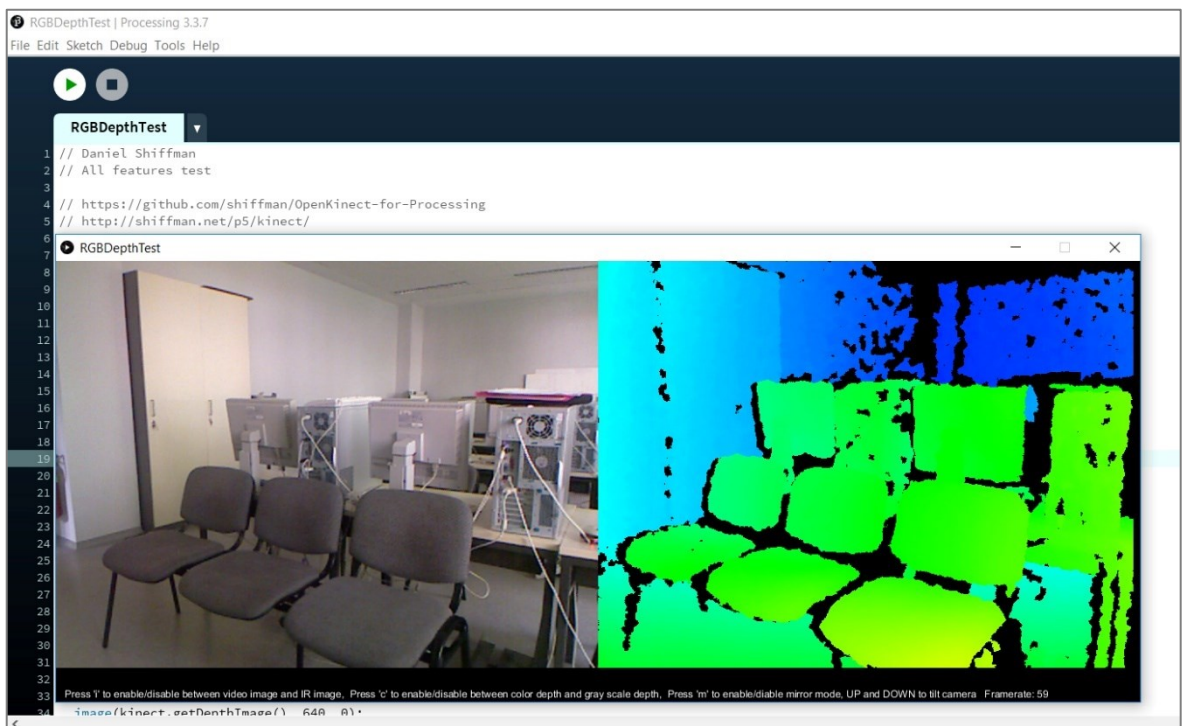 RGBDepthTest | Processing 3.3.7
File Edit Sketch Debug Tools Help
RGBDepthTest
1 // Daniel Shiffman
2 // All features test
3
4 // https://github.com/shiffman/OpenKinect-for-Processing
5 // http://shiffman.net/p5/kinect/
6
RGBDepthTest
7
8
9
10
11
12
13
14
15
16
17
18
19
20
21
22
23
24
25
26
27
28
29
30
31
32
33
Press 'i' to enable/disable between video image and IR image, Press 'c' to enable/disable between color depth and gray scale depth, Press 'm' to enable/diable mirror mode, UP and DOWN to tilt camera Framerate: 59
34 image(kinect.getDepthImage(), 640, 0);